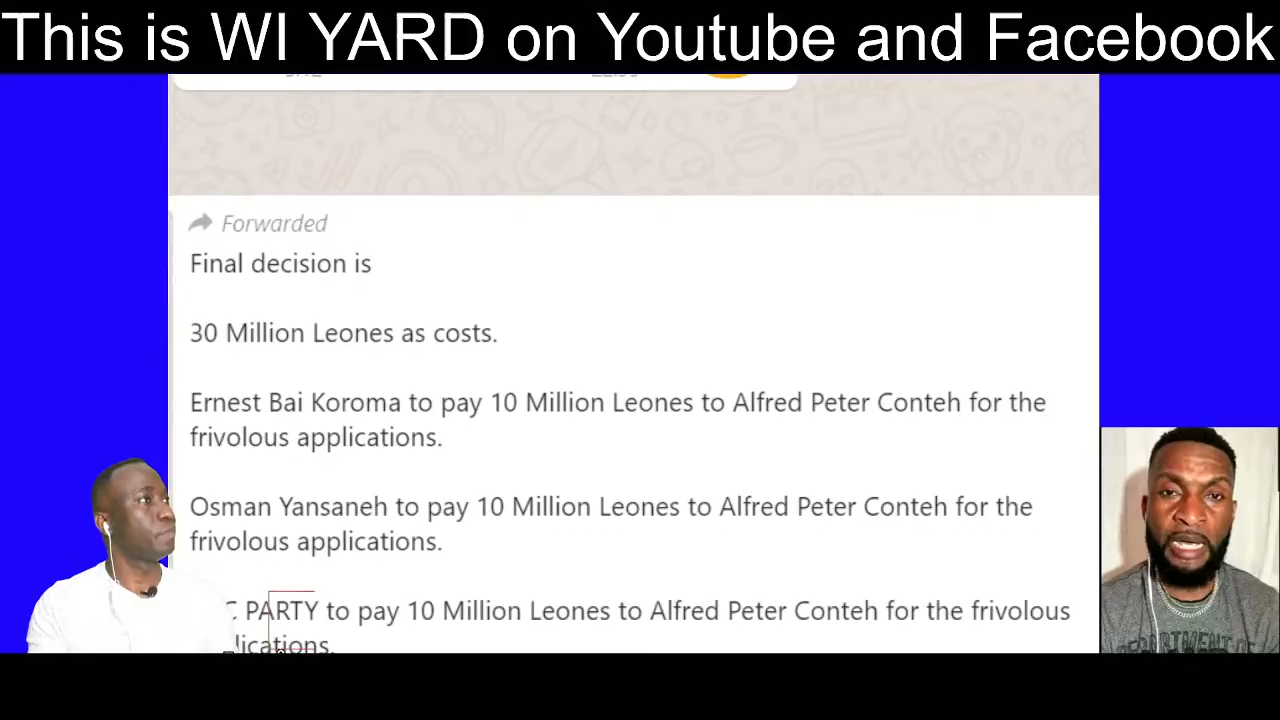 This is WI YARD on Youtube and Facebook
Forwarded
Final decision is
30 Million Leones as costs.
Ernest Bai Koroma to pay 10 Million Leones to Alfred Peter Conteh for the
frivolous applications.
Osman Yansaneh to pay 10 Million Leones to Alfred Peter Conteh for the
frivolous applications.
PARTY to pay 10 Million Leones to Alfred Peter Conteh for the frivolous